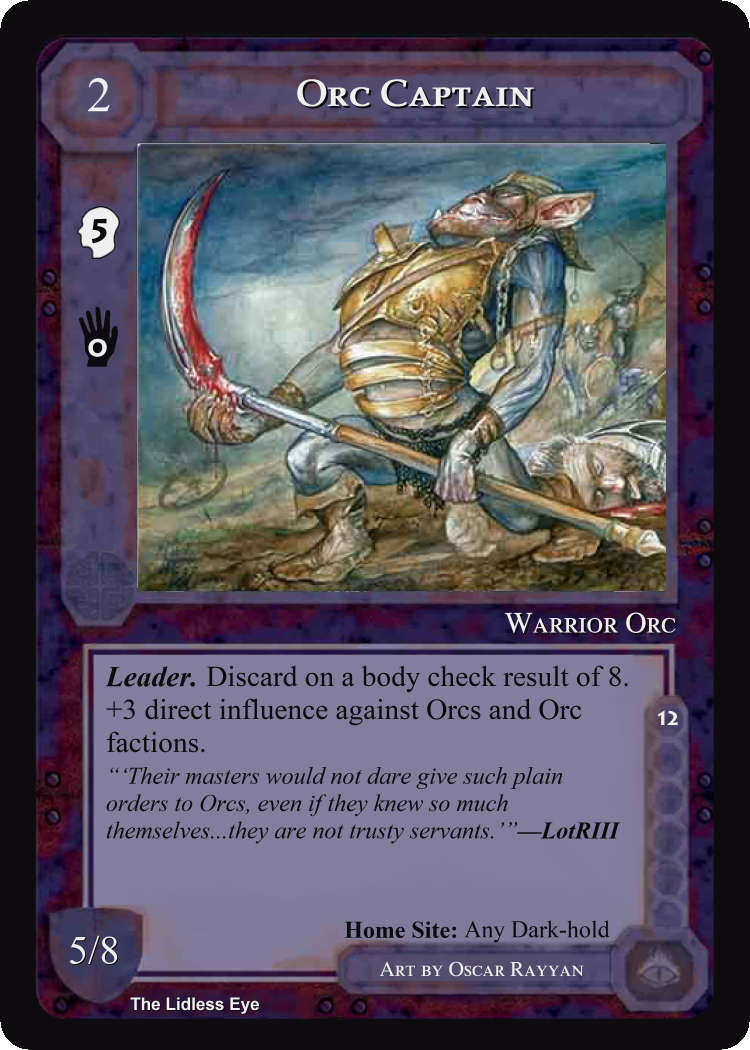 2
Orc Captain
5
0
Warrior Orc
Leader. Discard on a body check result of 8.
+3 direct influence against Orcs and Orc
factions.
“‘Their masters would not dare give such plain
orders to Orcs, even if they knew so much
themselves...they are not trusty servants.’”—LotRIII
12
Home Site: Any Dark-hold
5/8
Art by Oscar Rayyan
The Lidless Eye